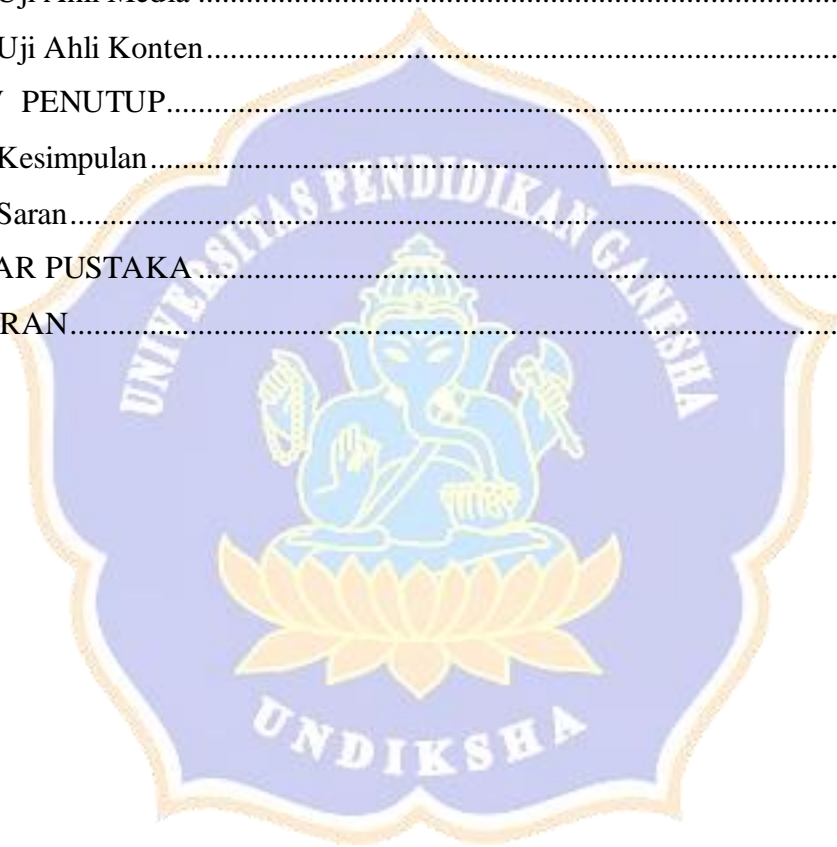 Uji Ahli Media ........................................................................
Uji Ahli Konten........................................................................
PENUTUP........................................................................
Kesimpulan........................................................................
Saran........................................................................
AR PUSTAKA ........................................................................
RAN........................................................................
UNIVERSITAS PENDIDIKAN GANESHA
UNDIKSHA